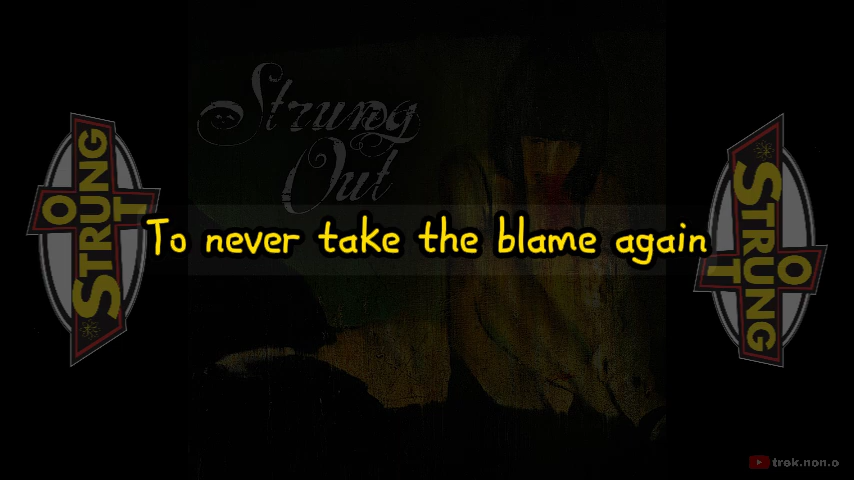 Strung
Out
STRUNG
OUT
To never take the blame again
STRUNG
OUT
trek.non.o